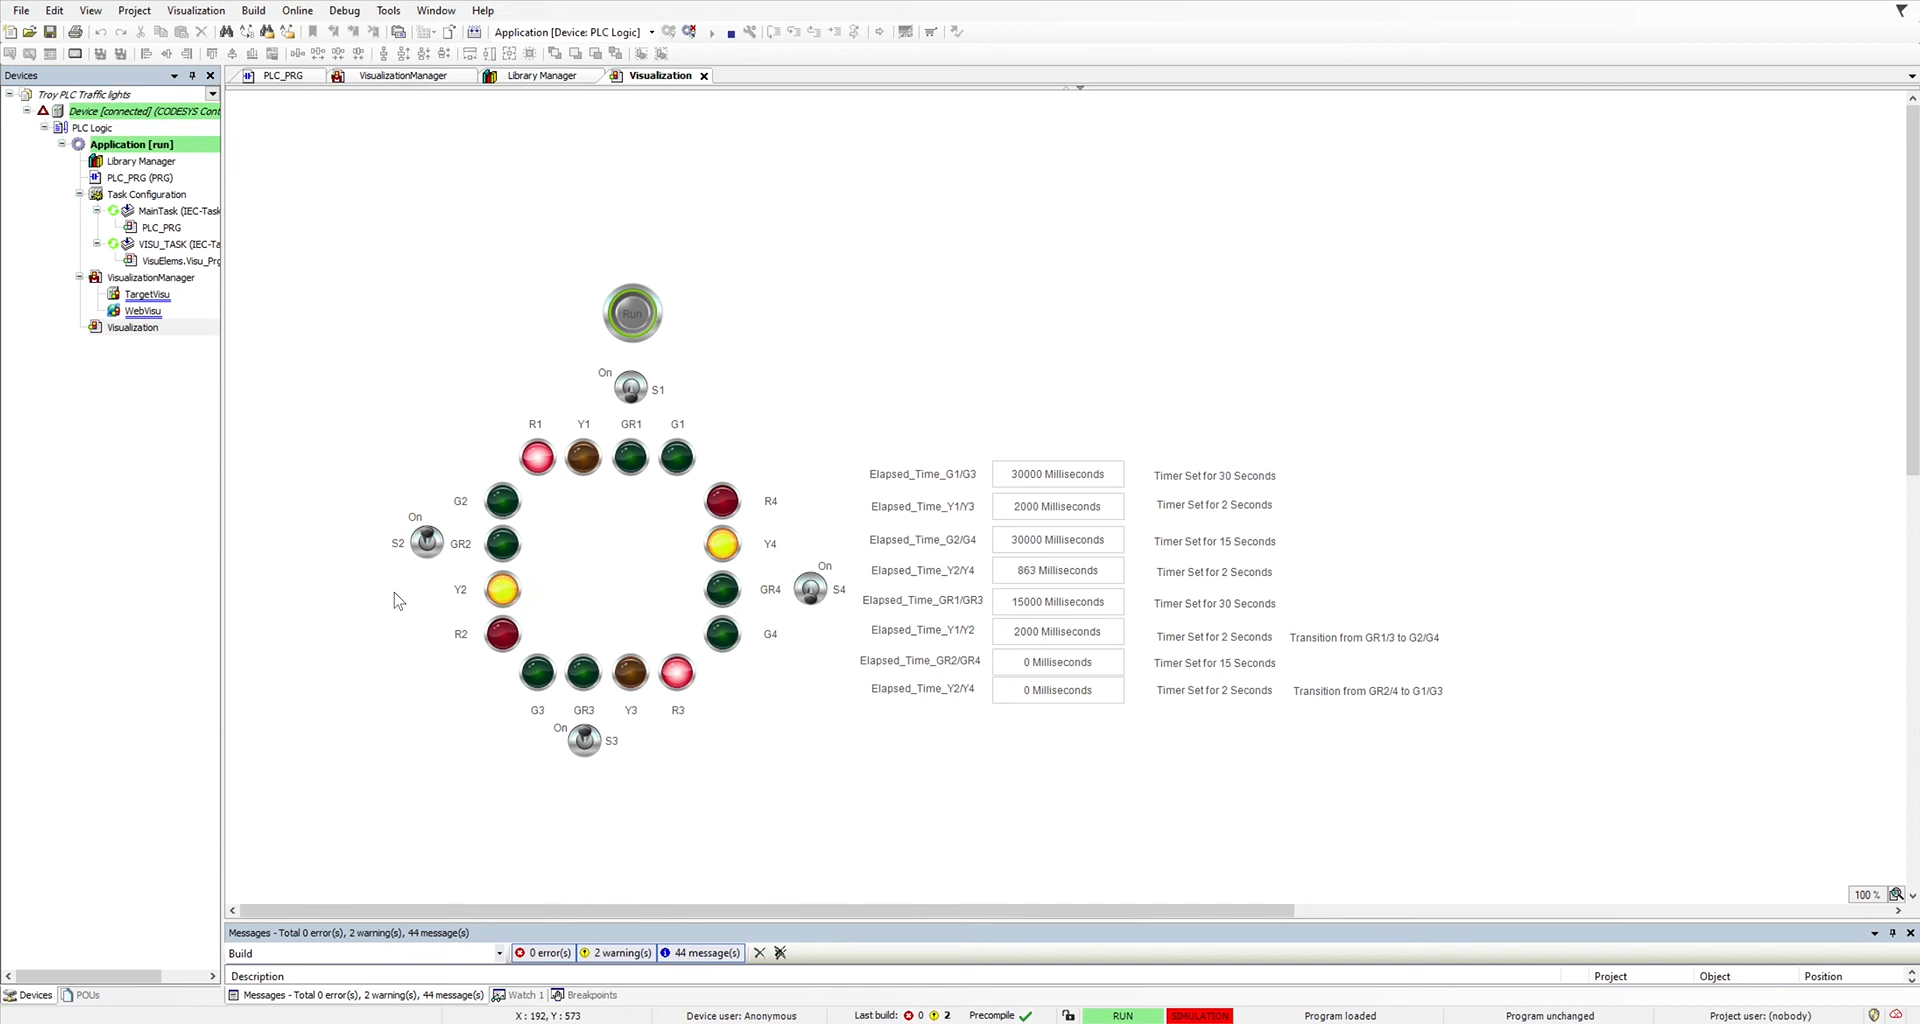 File Edit View Project Visualization Build Online Debug Tools Window Help
Application [Device: PLC Logic]
Devices
PLC_PRG VisualizationManager Library Manager Visualization
Troy PLC Traffic lights
Device [connected] (CODESYS Cont
PLC Logic
Application [run]
Library Manager
PLC_PRG (PRG)
Task Configuration
MainTask (IEC-Task
PLC_PRG
VISU_TASK (IEC-Ta
VisuElems.Visu_Prg
VisualizationManager
TargetVisu
WebVisu
Visualization
Run
On
S1
R1 Y1 GR1 G1
G2
R4
On
S2 GR2
Y4
Y2
On
GR4 S4
R2
G4
G3 GR3 Y3 R3
On
S3
Elapsed_Time_G1/G3 30000 Milliseconds Timer Set for 30 Seconds
Elapsed_Time_Y1/Y3 2000 Milliseconds Timer Set for 2 Seconds
Elapsed_Time_G2/G4 30000 Milliseconds Timer Set for 15 Seconds
Elapsed_Time_Y2/Y4 863 Milliseconds Timer Set for 2 Seconds
Elapsed_Time_GR1/GR3 15000 Milliseconds Timer Set for 30 Seconds
Elapsed_Time_Y1/Y2 2000 Milliseconds Timer Set for 2 Seconds Transition from GR1/3 to G2/G4
Elapsed_Time_GR2/GR4 0 Milliseconds Timer Set for 15 Seconds
Elapsed_Time_Y2/Y4 0 Milliseconds Timer Set for 2 Seconds Transition from GR2/4 to G1/G3
100 %
Messages - Total 0 error(s), 2 warning(s), 44 message(s)
Build 0 error(s) 2 warning(s) 44 message(s)
Description Project Object Position
Devices POUs Messages - Total 0 error(s), 2 warning(s), 44 message(s) Watch 1 Breakpoints
X : 192, Y : 573 Device user: Anonymous Last build: 0 2 Precompile RUN SIMULATION Program loaded Program unchanged Project user: (nobody)